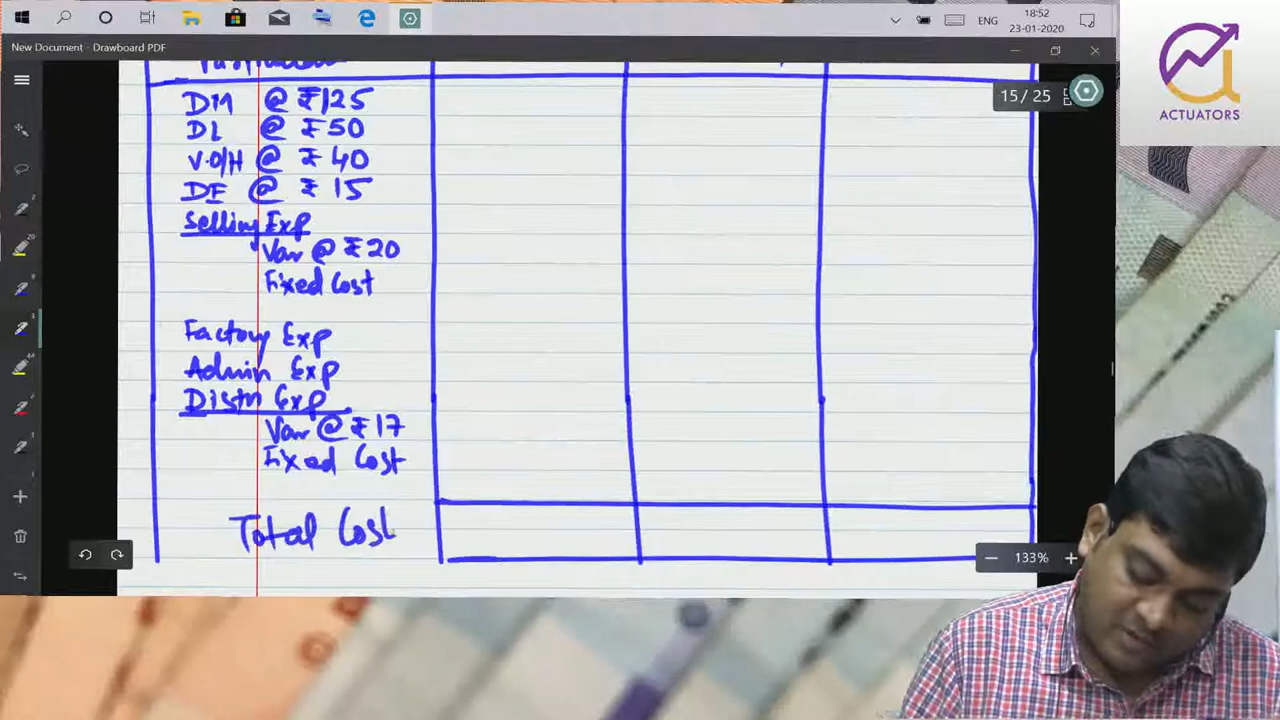 18:52
ENG
23-01-2020
New Document - Drawboard PDF
ACTUATORS
15 / 25
DM @ ₹125
DL @ ₹50
V.O/H @ ₹ 40
DE @ ₹ 15
Selling Exp
Var @ ₹20
Fixed Cost
Factory Exp
Admin Exp
Distn Exp
Var @ ₹17
Fixed Cost
Total Cost
133%